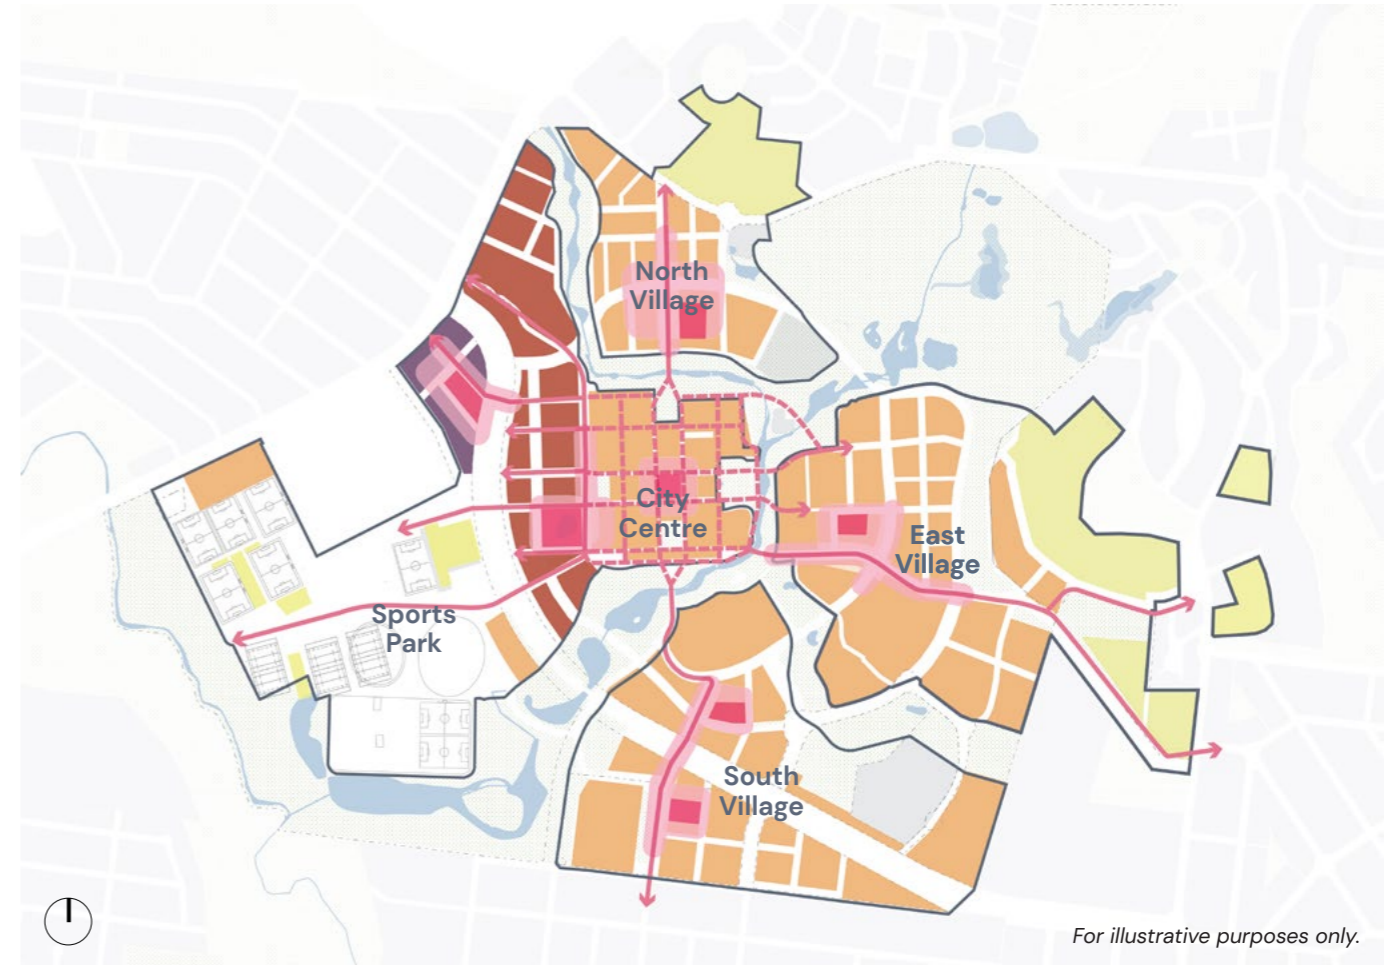 North
Village
City
Centre
East
Village
Sports
Park
South
Village
For illustrative purposes only.